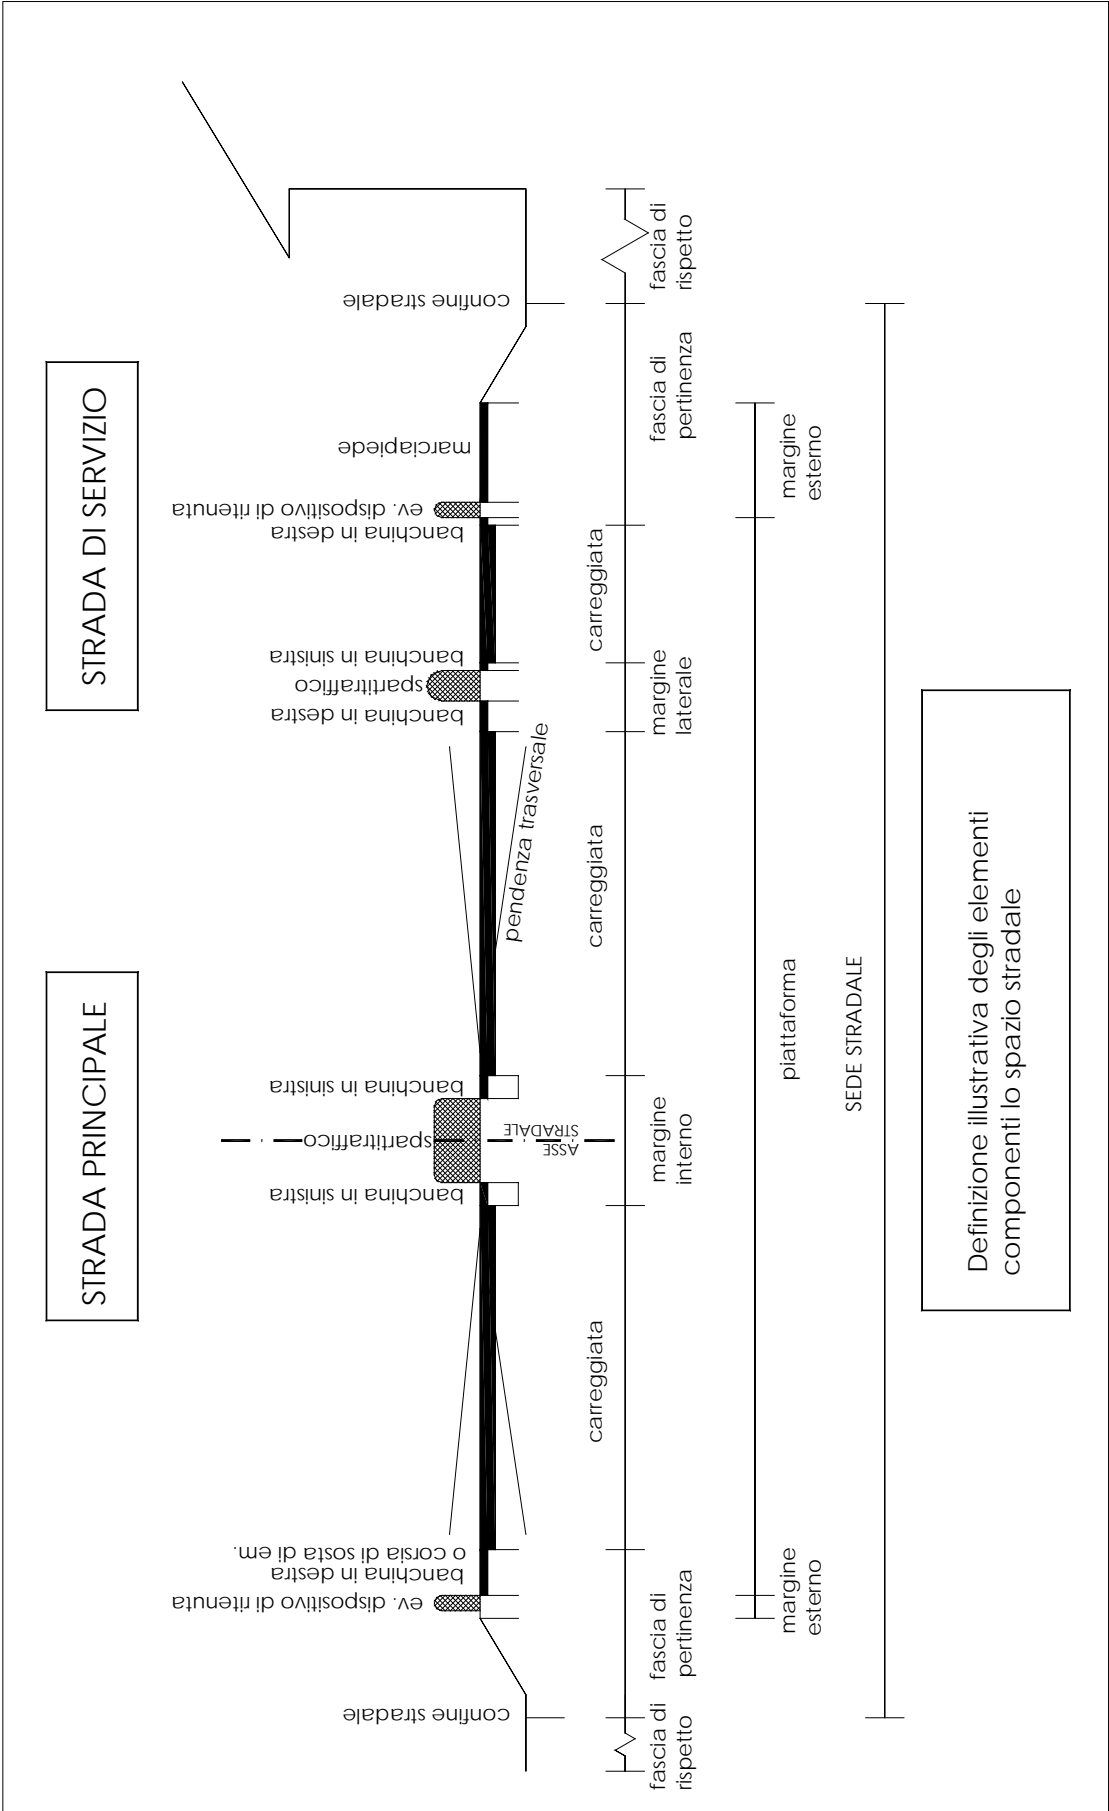 STRADA PRINCIPALE
STRADA DI SERVIZIO
confine stradale
ev. dispositivo di ritenuta
banchina in destra
o corsia di sosta di em.
banchina in sinistra
spartitraffico
banchina in sinistra
banchina in destra
spartitraffico
banchina in sinistra
banchina in destra
ev. dispositivo di ritenuta
marciapiede
confine stradale
ASSE
STRADALE
pendenza trasversale
carreggiata
carreggiata
carreggiata
fascia di
rispetto
fascia di
pertinenza
margine
interno
margine
laterale
fascia di
pertinenza
fascia di
rispetto
margine
esterno
piattaforma
margine
esterno
SEDE STRADALE
Definizione illustrativa degli elementi
componenti lo spazio stradale